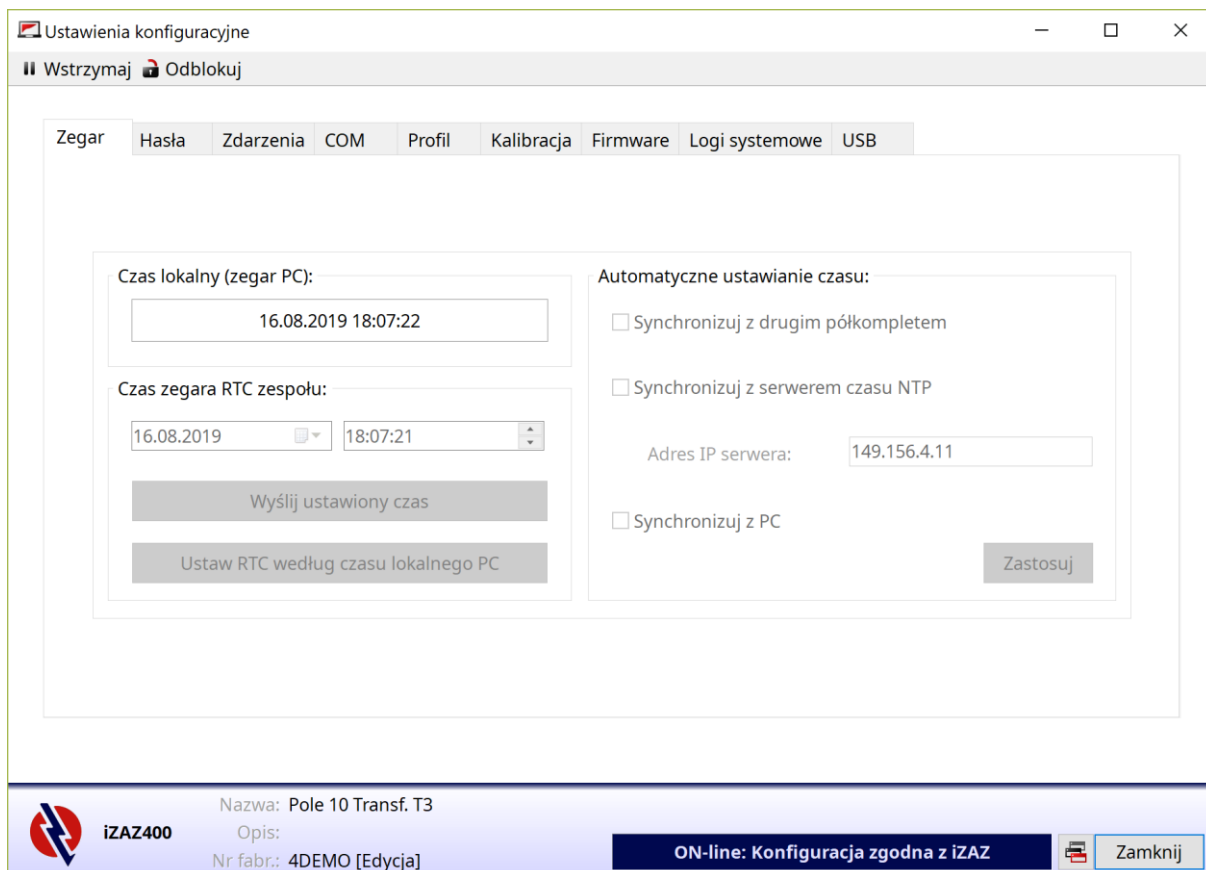 Ustawienia konfiguracyjne
Wstrzymaj Odblokuj
Zegar Hasła Zdarzenia COM Profil Kalibracja Firmware Logi systemowe USB
Czas lokalny (zegar PC):
16.08.2019 18:07:22
Czas zegara RTC zespołu:
16.08.2019 18:07:21
Wyślij ustawiony czas
Ustaw RTC według czasu lokalnego PC
Automatyczne ustawianie czasu:
Synchronizuj z drugim półkompletem
Synchronizuj z serwerem czasu NTP
Adres IP serwera: 149.156.4.11
Synchronizuj z PC
Zastosuj
iZAZ400
Nazwa: Pole 10 Transf. T3
Opis:
Nr fabr.: 4DEMO [Edycja]
ON-line: Konfiguracja zgodna z iZAZ
Zamknij